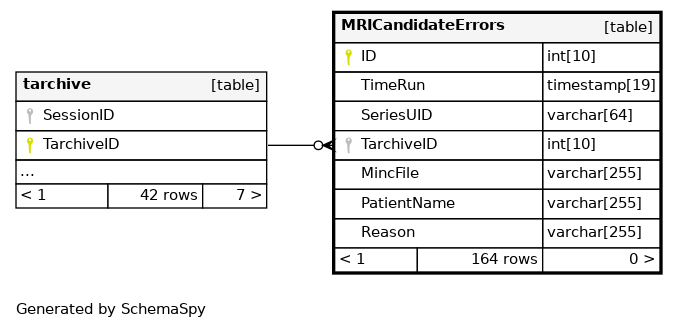 tarchive [table]
SessionID
TarchiveID
...
< 1 42 rows 7 >
MRICandidateErrors [table]
ID int[10]
TimeRun timestamp[19]
SeriesUID varchar[64]
TarchiveID int[10]
MincFile varchar[255]
PatientName varchar[255]
Reason varchar[255]
< 1 164 rows 0 >
Generated by SchemaSpy